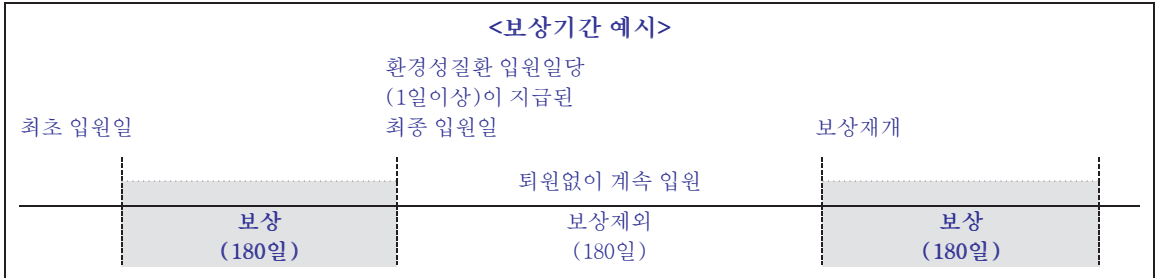 <보상기간 예시>
환경성질환 입원일당
(1일이상)이 지급된
최초 입원일
최종 입원일
보상재개
퇴원없이 계속 입원
보상
보상제외
보상
(180일)
(180일)
(180일)